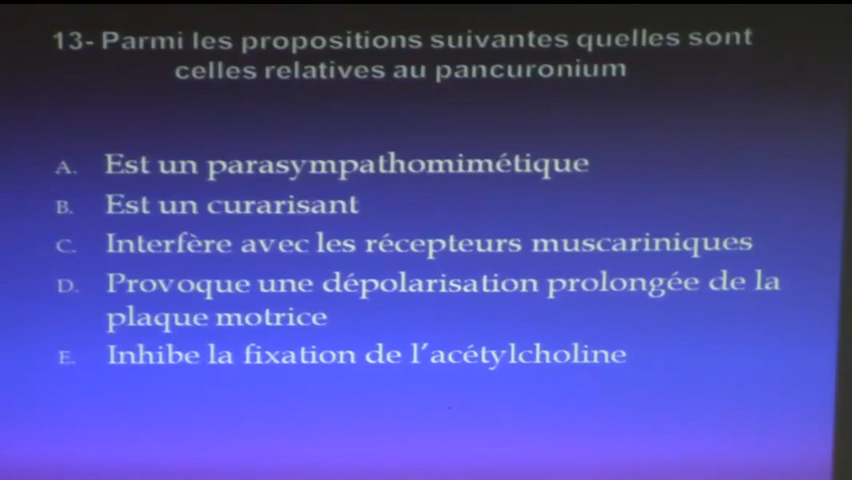 13- Parmi les propositions suivantes quelles sont
celles relatives au pancuronium
A. Est un parasympathomimétique
B. Est un curarisant
C. Interfère avec les récepteurs muscariniques
D. Provoque une dépolarisation prolongée de la
plaque motrice
E. Inhibe la fixation de l'acétylcholine